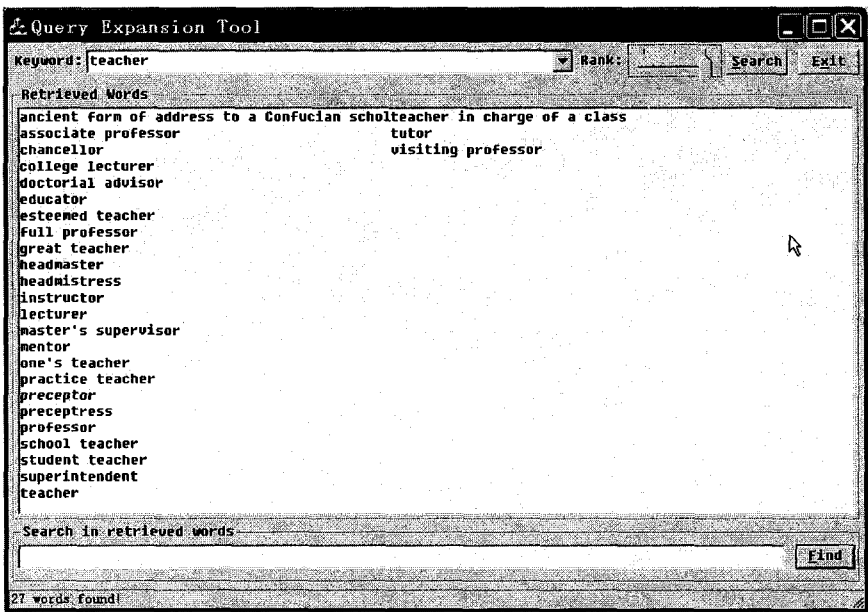 Query Expansion Tool
Keyword: teacher Rank: Search Exit
Retrieved Words
ancient form of address to a Confucian schol teacher in charge of a class
associate professor tutor
chancellor visiting professor
college lecturer
doctorial advisor
educator
esteemed teacher
full professor
great teacher
headmaster
headmistress
instructor
lecturer
master's supervisor
mentor
one's teacher
practice teacher
preceptor
preceptress
professor
school teacher
student teacher
superintendent
teacher
Search in retrieved words
Find
27 words found!